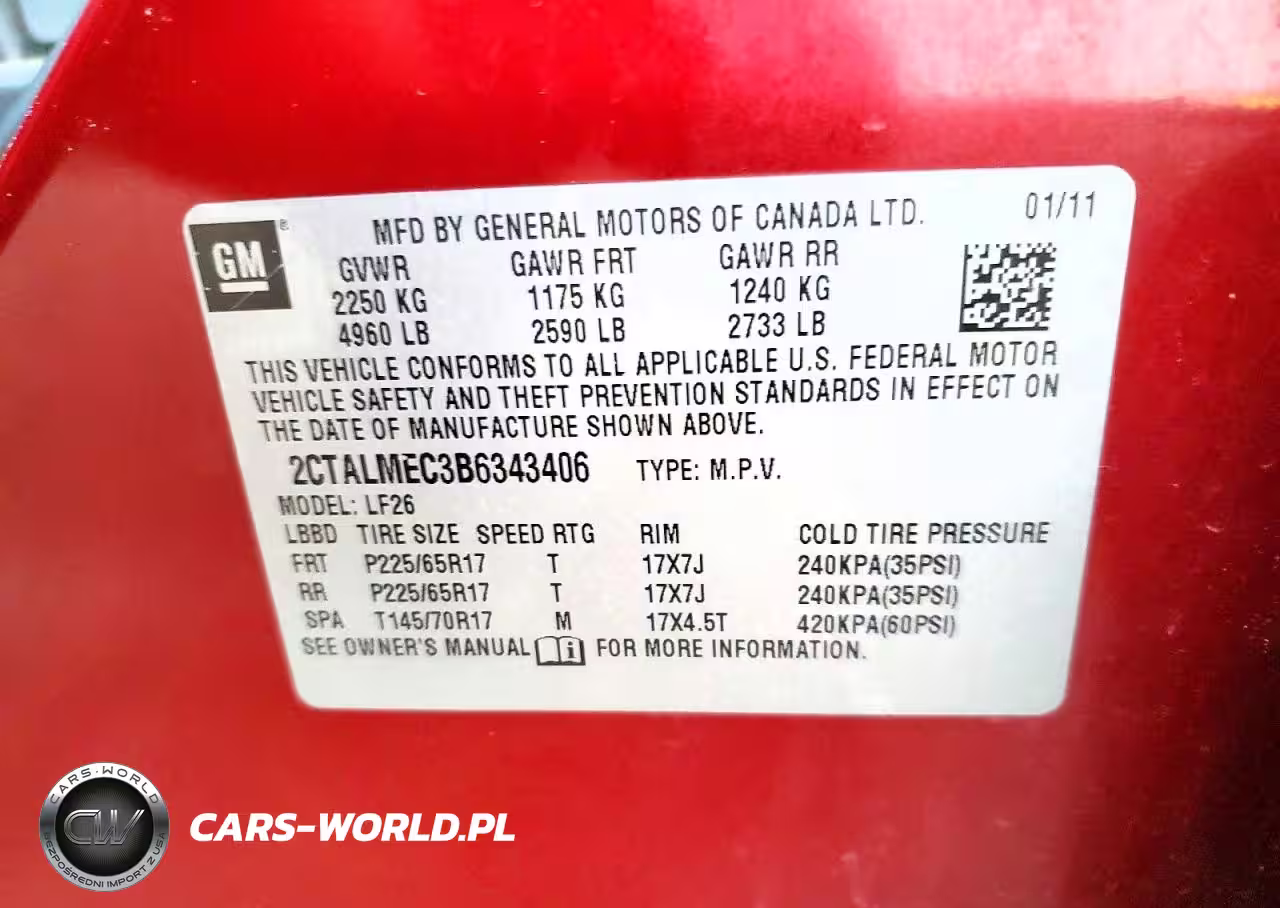 GM
®
MFD BY GENERAL MOTORS OF CANADA LTD.
01/11
GVWR GAWR FRT GAWR RR
2250 KG 1175 KG 1240 KG
4960 LB 2590 LB 2733 LB
THIS VEHICLE CONFORMS TO ALL APPLICABLE U.S. FEDERAL MOTOR
VEHICLE SAFETY AND THEFT PREVENTION STANDARDS IN EFFECT ON
THE DATE OF MANUFACTURE SHOWN ABOVE.
2CTALMEC3B6343406 TYPE: M.P.V.
MODEL: LF26
LBBD TIRE SIZE SPEED RTG RIM COLD TIRE PRESSURE
FRT P225/65R17 T 17X7J 240KPA(35PSI)
RR P225/65R17 T 17X7J 240KPA(35PSI)
SPA T145/70R17 M 17X4.5T 420KPA(60PSI)
SEE OWNER'S MANUAL i FOR MORE INFORMATION.
CARS-WORLD
CW
BEZPOŚREDNI IMPORT Z USA
CARS-WORLD.PL